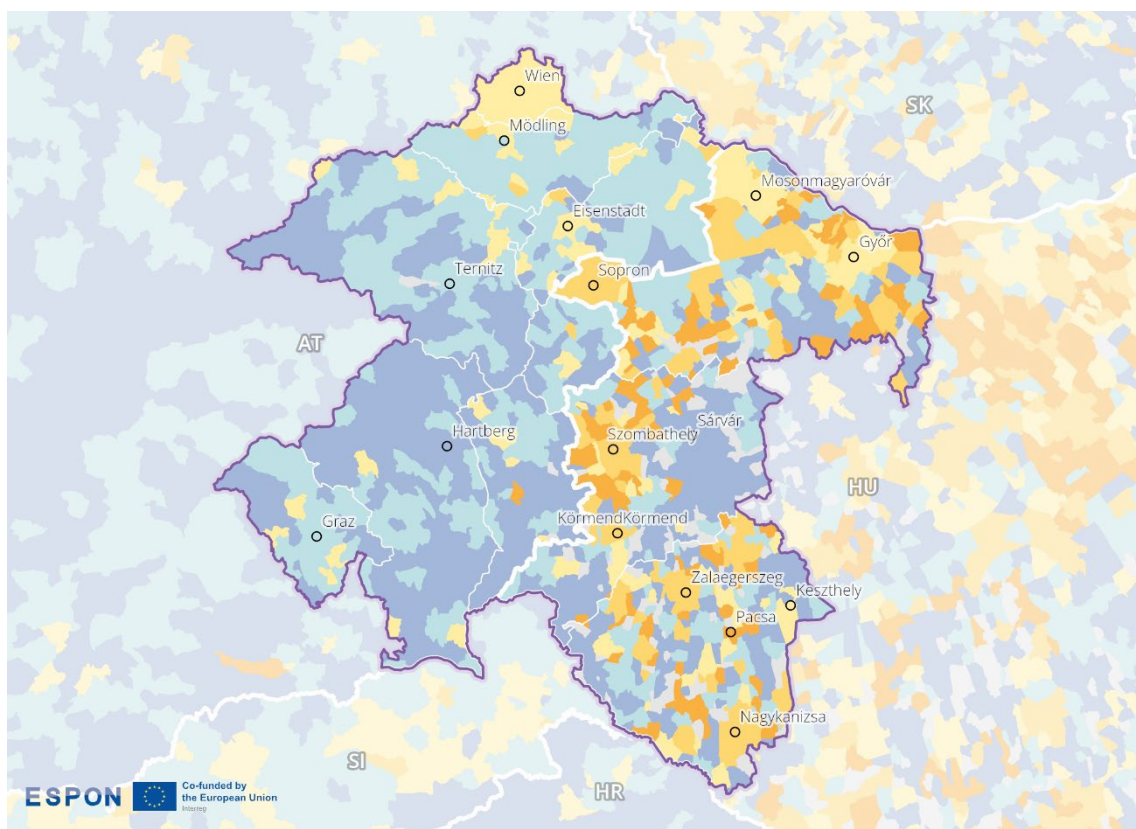 Wien
SK
Mödling
Mosonmagyaróvár
Eisenstadt
Győr
Ternitz
Sopron
AT
Sárvár
Hartberg
Szombathely
HU
Graz
KörmendKörmend
Zalaegerszeg
Keszthely
Pacsa
Nagykanizsa
SI
HR
ESPON
Co-funded by
the European Union
Interreg